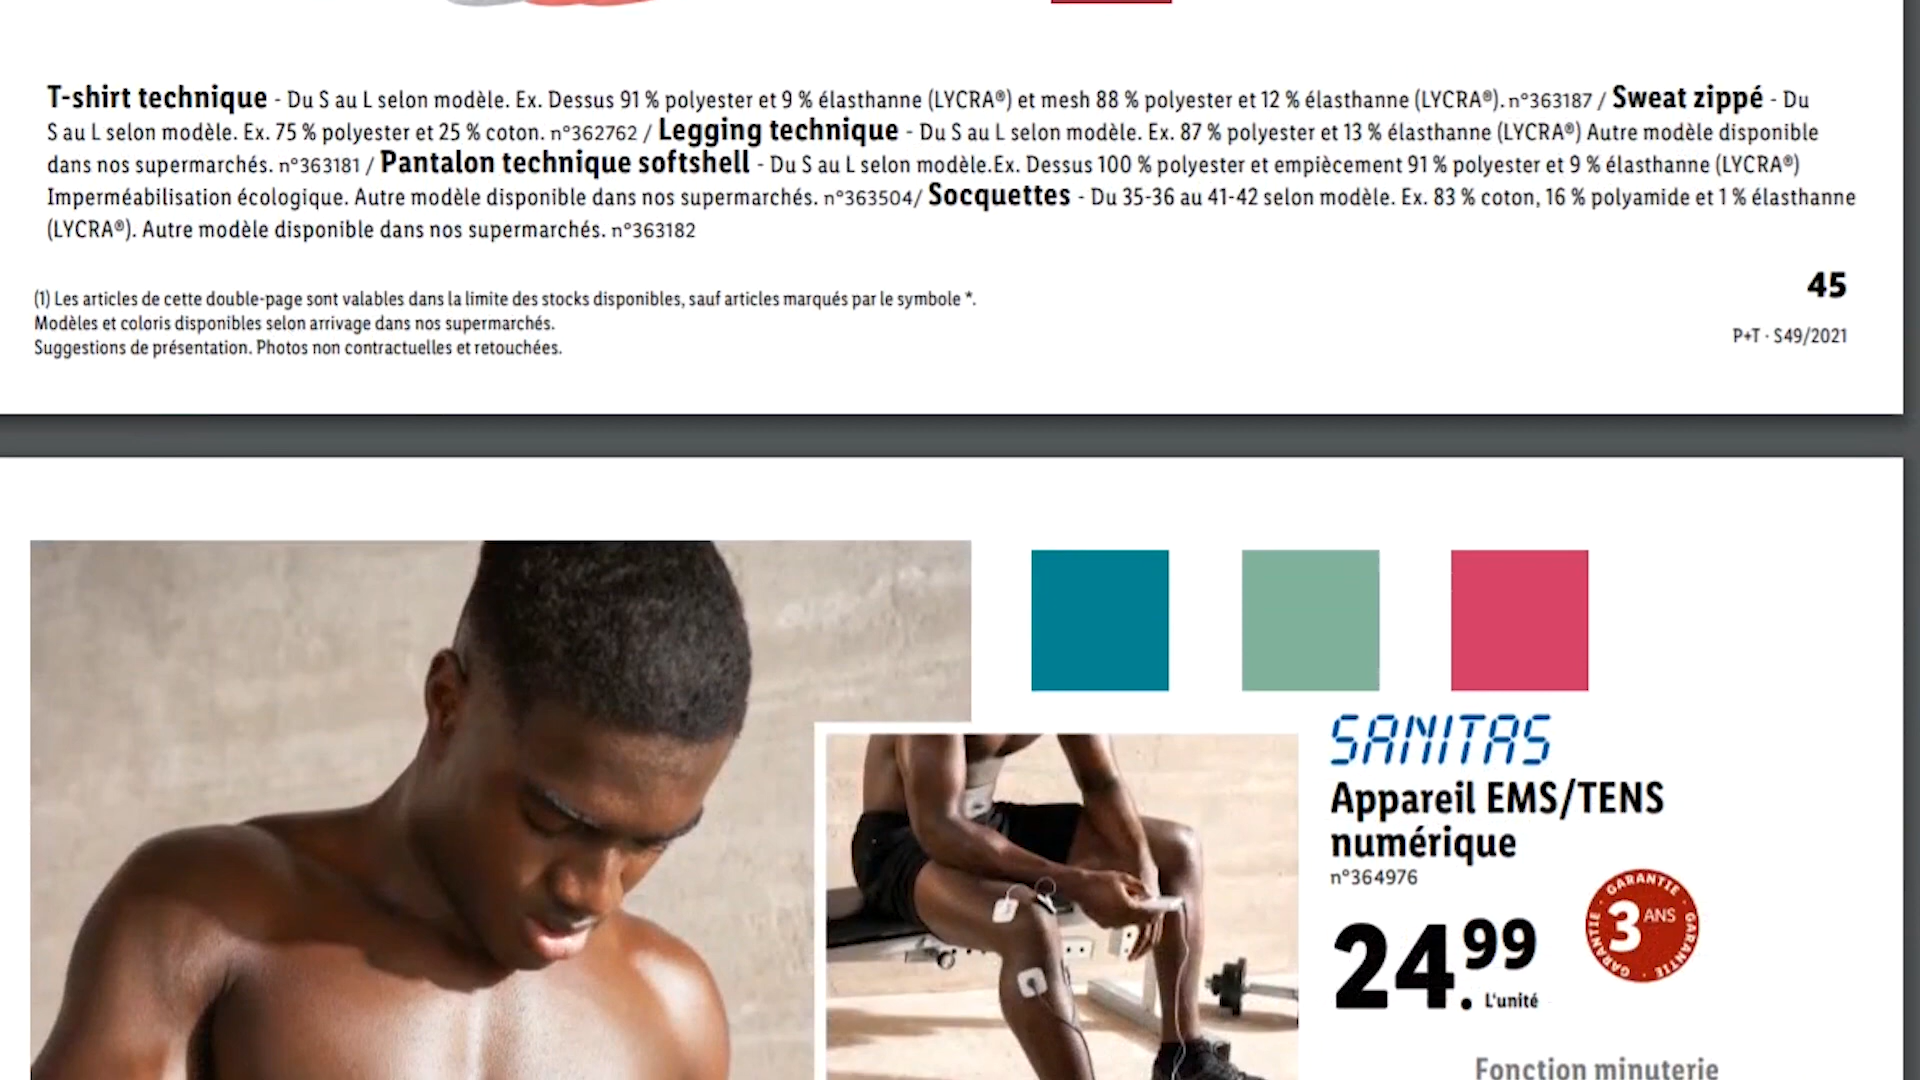 T-shirt technique - Du S au L selon modèle. Ex. Dessus 91 % polyester et 9 % élasthanne (LYCRA®) et mesh 88 % polyester et 12 % élasthanne (LYCRA®). n°363187 / Sweat zippé - Du
S au L selon modèle. Ex. 75 % polyester et 25 % coton. n°362762 / Legging technique - Du S au L selon modèle. Ex. 87 % polyester et 13 % élasthanne (LYCRA®) Autre modèle disponible
dans nos supermarchés. n°363181 / Pantalon technique softshell - Du S au L selon modèle.Ex. Dessus 100 % polyester et empiècement 91 % polyester et 9 % élasthanne (LYCRA®)
Imperméabilisation écologique. Autre modèle disponible dans nos supermarchés. n°363504/ Socquettes - Du 35-36 au 41-42 selon modèle. Ex. 83 % coton, 16 % polyamide et 1 % élasthanne
(LYCRA®). Autre modèle disponible dans nos supermarchés. n°363182
(1) Les articles de cette double-page sont valables dans la limite des stocks disponibles, sauf articles marqués par le symbole *.
Modèles et coloris disponibles selon arrivage dans nos supermarchés.
Suggestions de présentation. Photos non contractuelles et retouchées.
45
P+T · S49/2021
SANITAS
Appareil EMS/TENS
numérique
n°364976
24.99
L'unité
GARANTIE · GARANTIE · GARANTIE · GARANTIE
3 ANS
Fonction minuterie